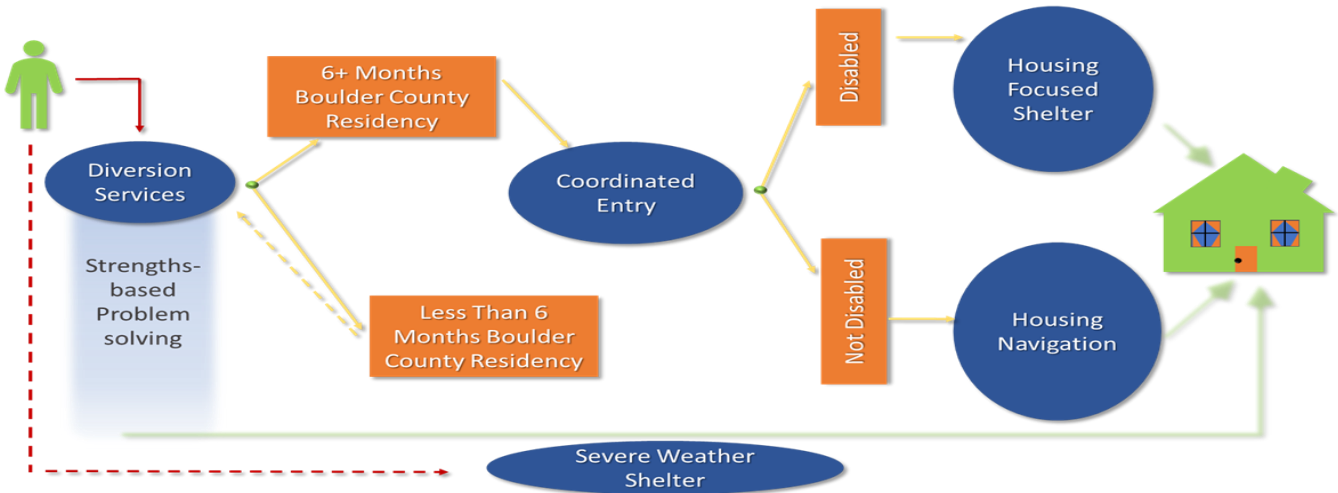 6+ Months
Boulder County
Residency
Disabled
Housing
Focused
Shelter
Diversion
Services
Coordinated
Entry
Strengths-
based
Problem
solving
Less Than 6
Months Boulder
County Residency
Not Disabled
Housing
Navigation
Severe Weather
Shelter